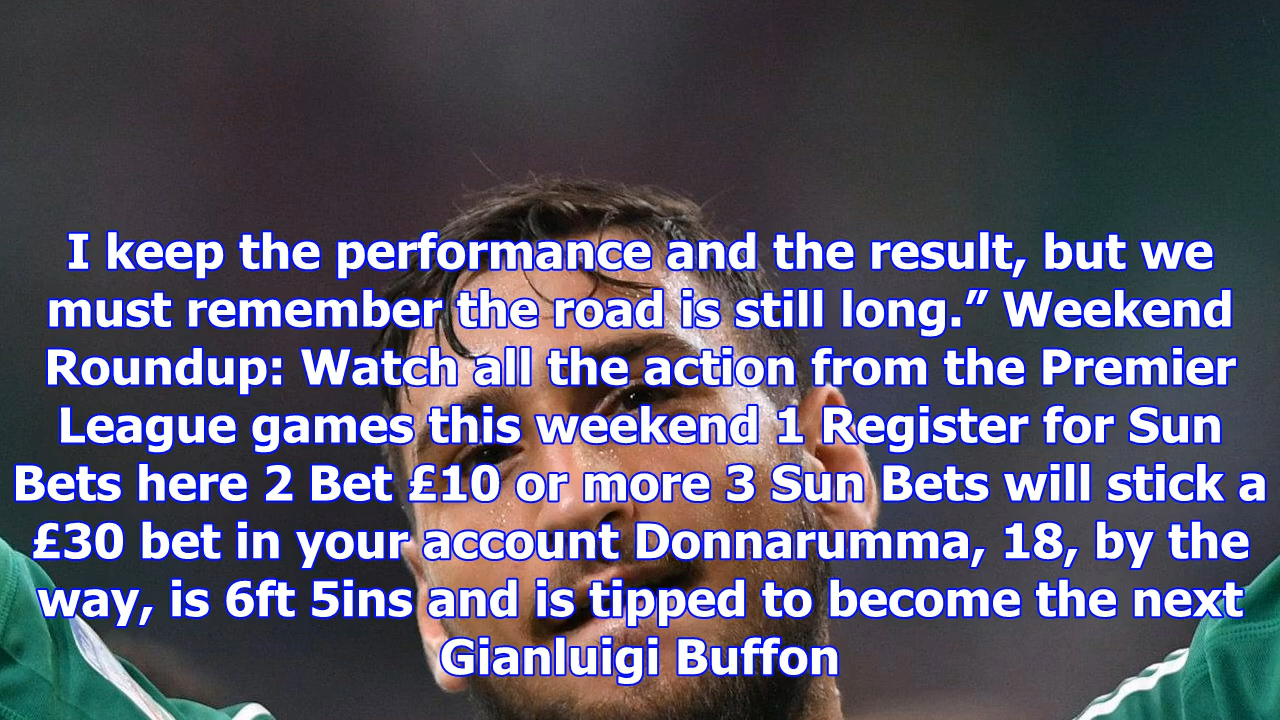 I keep the performance and the result, but we
must remember the road is still long.” Weekend
Roundup: Watch all the action from the Premier
League games this weekend 1 Register for Sun
Bets here 2 Bet £10 or more 3 Sun Bets will stick a
£30 bet in your account Donnarumma, 18, by the
way, is 6ft 5ins and is tipped to become the next
Gianluigi Buffon